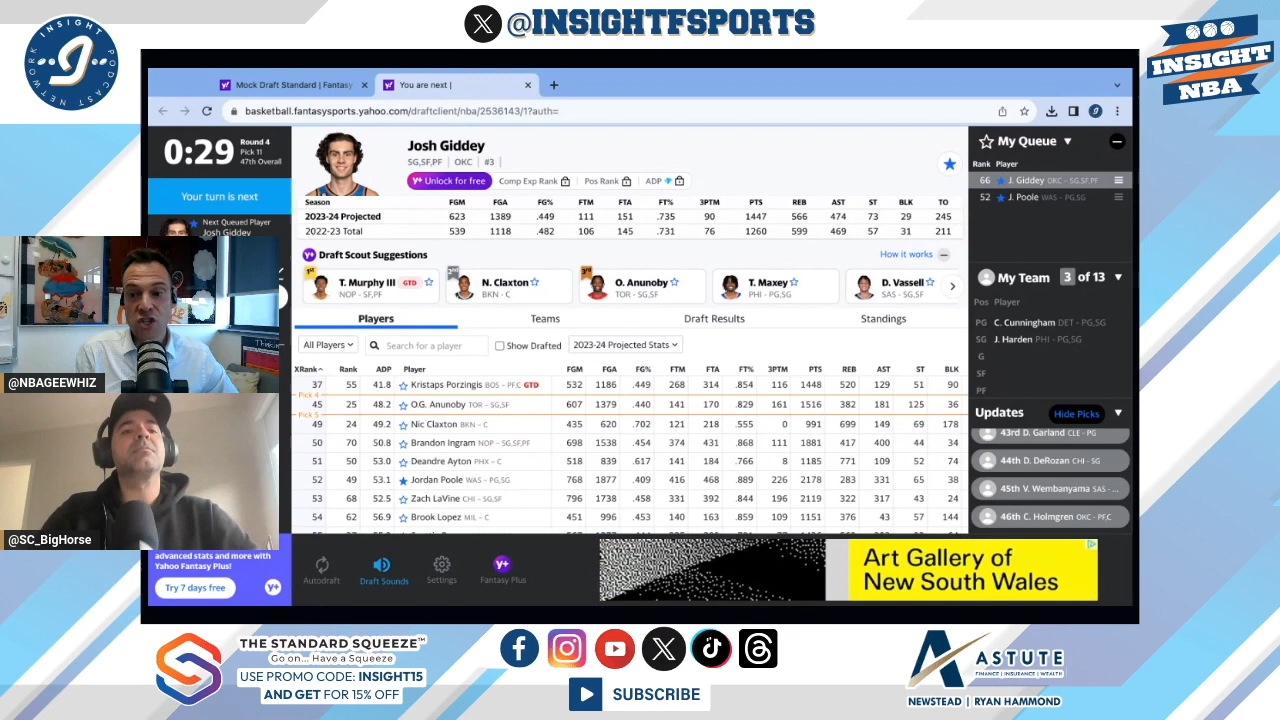 INSIGHT
PODCAST NETWORK
@INSIGHTFSPORTS
INSIGHT
NBA
Mock Draft Standard | Fantasy
You are next |
basketball.fantasysports.yahoo.com/draftclient/nba/2536143/1?auth=
0:29
Round 4
Pick 11
47th Overall
Your turn is next
Next Queued Player
Josh Giddey
Josh Giddey
SG,SF,PF | OKC | #3
Y+ Unlock for free
Comp Exp Rank
Pos Rank
ADP
Season FGM FGA FG% FTM FTA FT% 3PTM PTS REB AST ST BLK TO
2023-24 Projected 623 1389 .449 111 151 .735 90 1447 566 474 73 29 245
2022-23 Total 539 1118 .482 106 145 .731 76 1260 599 469 57 31 211
Y+ Draft Scout Suggestions
How it works
1st
T. Murphy III GTD
NOP - SF,PF
2nd
N. Claxton
BKN - C
3rd
O. Anunoby
TOR - SG,SF
T. Maxey
PHI - PG,SG
D. Vassell
SAS - SG,SF
Players
Teams
Draft Results
Standings
All Players
Search for a player
Show Drafted
2023-24 Projected Stats
XRank Rank ADP Player FGM FGA FG% FTM FTA FT% 3PTM PTS REB AST ST BLK
37 55 41.8 Kristaps Porzingis BOS - PF,C GTD 532 1186 .449 268 314 .854 116 1448 520 129 51 90
Pick 4
45 25 48.2 O.G. Anunoby TOR - SG,SF 607 1379 .440 141 170 .829 161 1516 382 181 125 36
Pick 5
49 24 49.2 Nic Claxton BKN - C 435 620 .702 121 218 .555 0 991 699 149 69 178
50 70 50.8 Brandon Ingram NOP - SG,SF,PF 698 1538 .454 374 431 .868 111 1881 417 400 44 34
51 50 53.0 Deandre Ayton PHX - C 518 839 .617 141 184 .766 8 1185 771 109 52 74
52 49 53.1 Jordan Poole WAS - PG,SG 768 1877 .409 416 468 .889 226 2178 283 331 65 38
53 68 52.5 Zach LaVine CHI - SG,SF 796 1738 .458 331 392 .844 196 2119 322 317 43 24
54 62 56.9 Brook Lopez MIL - C 451 996 .453 140 163 .859 109 1151 376 43 54 144
My Queue
Rank Player
66 J. Giddey OKC - SG,SF,PF
52 J. Poole WAS - PG,SG
My Team 3 of 13
Pos Player
PG C. Cunningham DET - PG,SG
SG J. Harden PHI - PG,SG
G
SF
PF
Updates
Hide Picks
43rd D. Garland CLE - PG
44th D. DeRozan CHI - SG
45th V. Wembanyama SAS - ...
46th C. Holmgren OKC - PF,C
@NBAGEEWHIZ
@SC_BigHorse
advanced stats and more with
Yahoo Fantasy Plus!
Try 7 days free
Y+
Autodraft
Draft Sounds
Settings
Fantasy Plus
Art Gallery of
New South Wales
THE STANDARD SQUEEZE™
Go on... Have a Squeeze
USE PROMO CODE: INSIGHT15
AND GET FOR 15% OFF
SUBSCRIBE
ASTUTE
FINANCE | INSURANCE | WEALTH
NEWSTEAD | RYAN HAMMOND